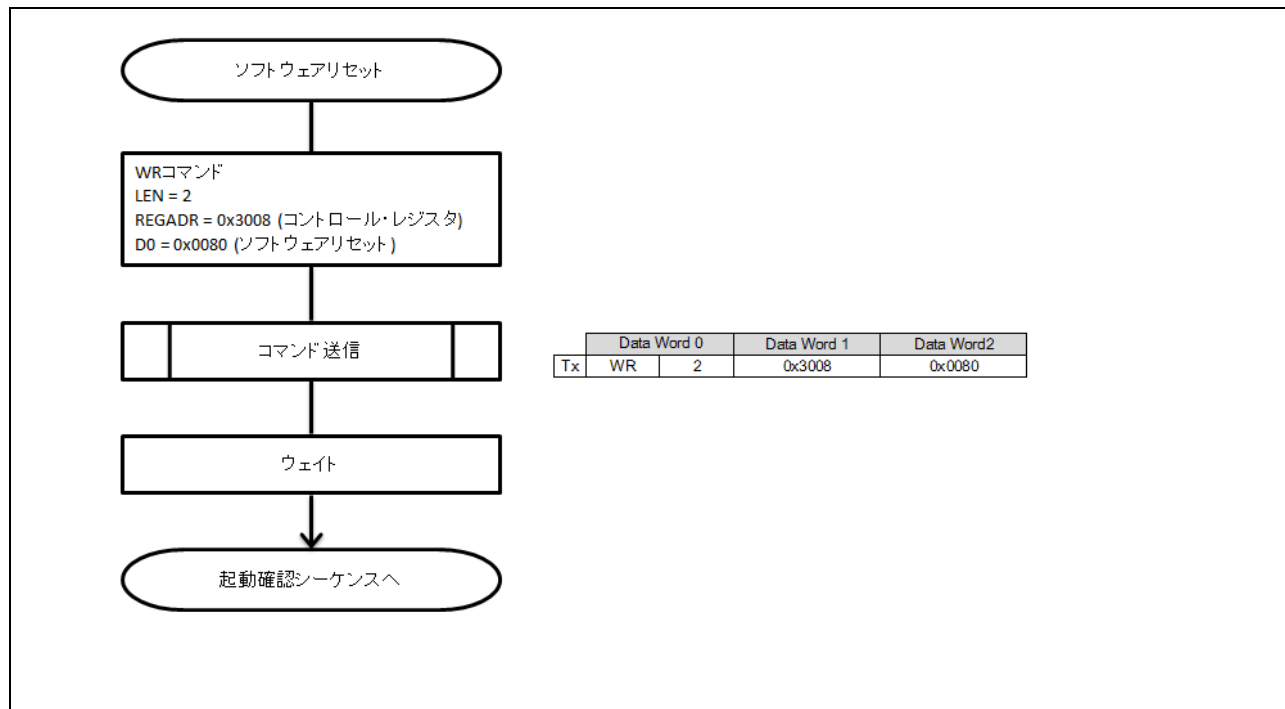 ソフトウェアリセット
WRコマンド
LEN = 2
REGADR = 0x3008 (コントロール・レジスタ)
D0 = 0x0080 (ソフトウェアリセット)
コマンド送信
Data Word 0 Data Word 1 Data Word2
Tx WR 2 0x3008 0x0080
ウェイト
起動確認シーケンスへ